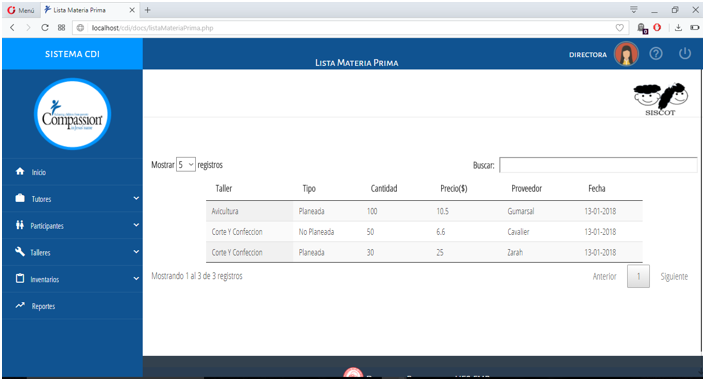 Menú Lista Materia Prima
localhost/cdi/docs/listaMateriaPrima.php
SISTEMA CDI
LISTA MATERIA PRIMA
DIRECTORA
Compassion
SISCOT
Inicio
Tutores
Participantes
Talleres
Inventarios
Reportes
Mostrar 5 registros
Buscar:
Taller Tipo Cantidad Precio($) Proveedor Fecha
Avicultura Planeada 100 10.5 Gumarsal 13-01-2018
Corte Y Confeccion No Planeada 50 6.6 Cavalier 13-01-2018
Corte Y Confeccion Planeada 30 25 Zarah 13-01-2018
Mostrando 1 al 3 de 3 registros
Anterior 1 Siguiente